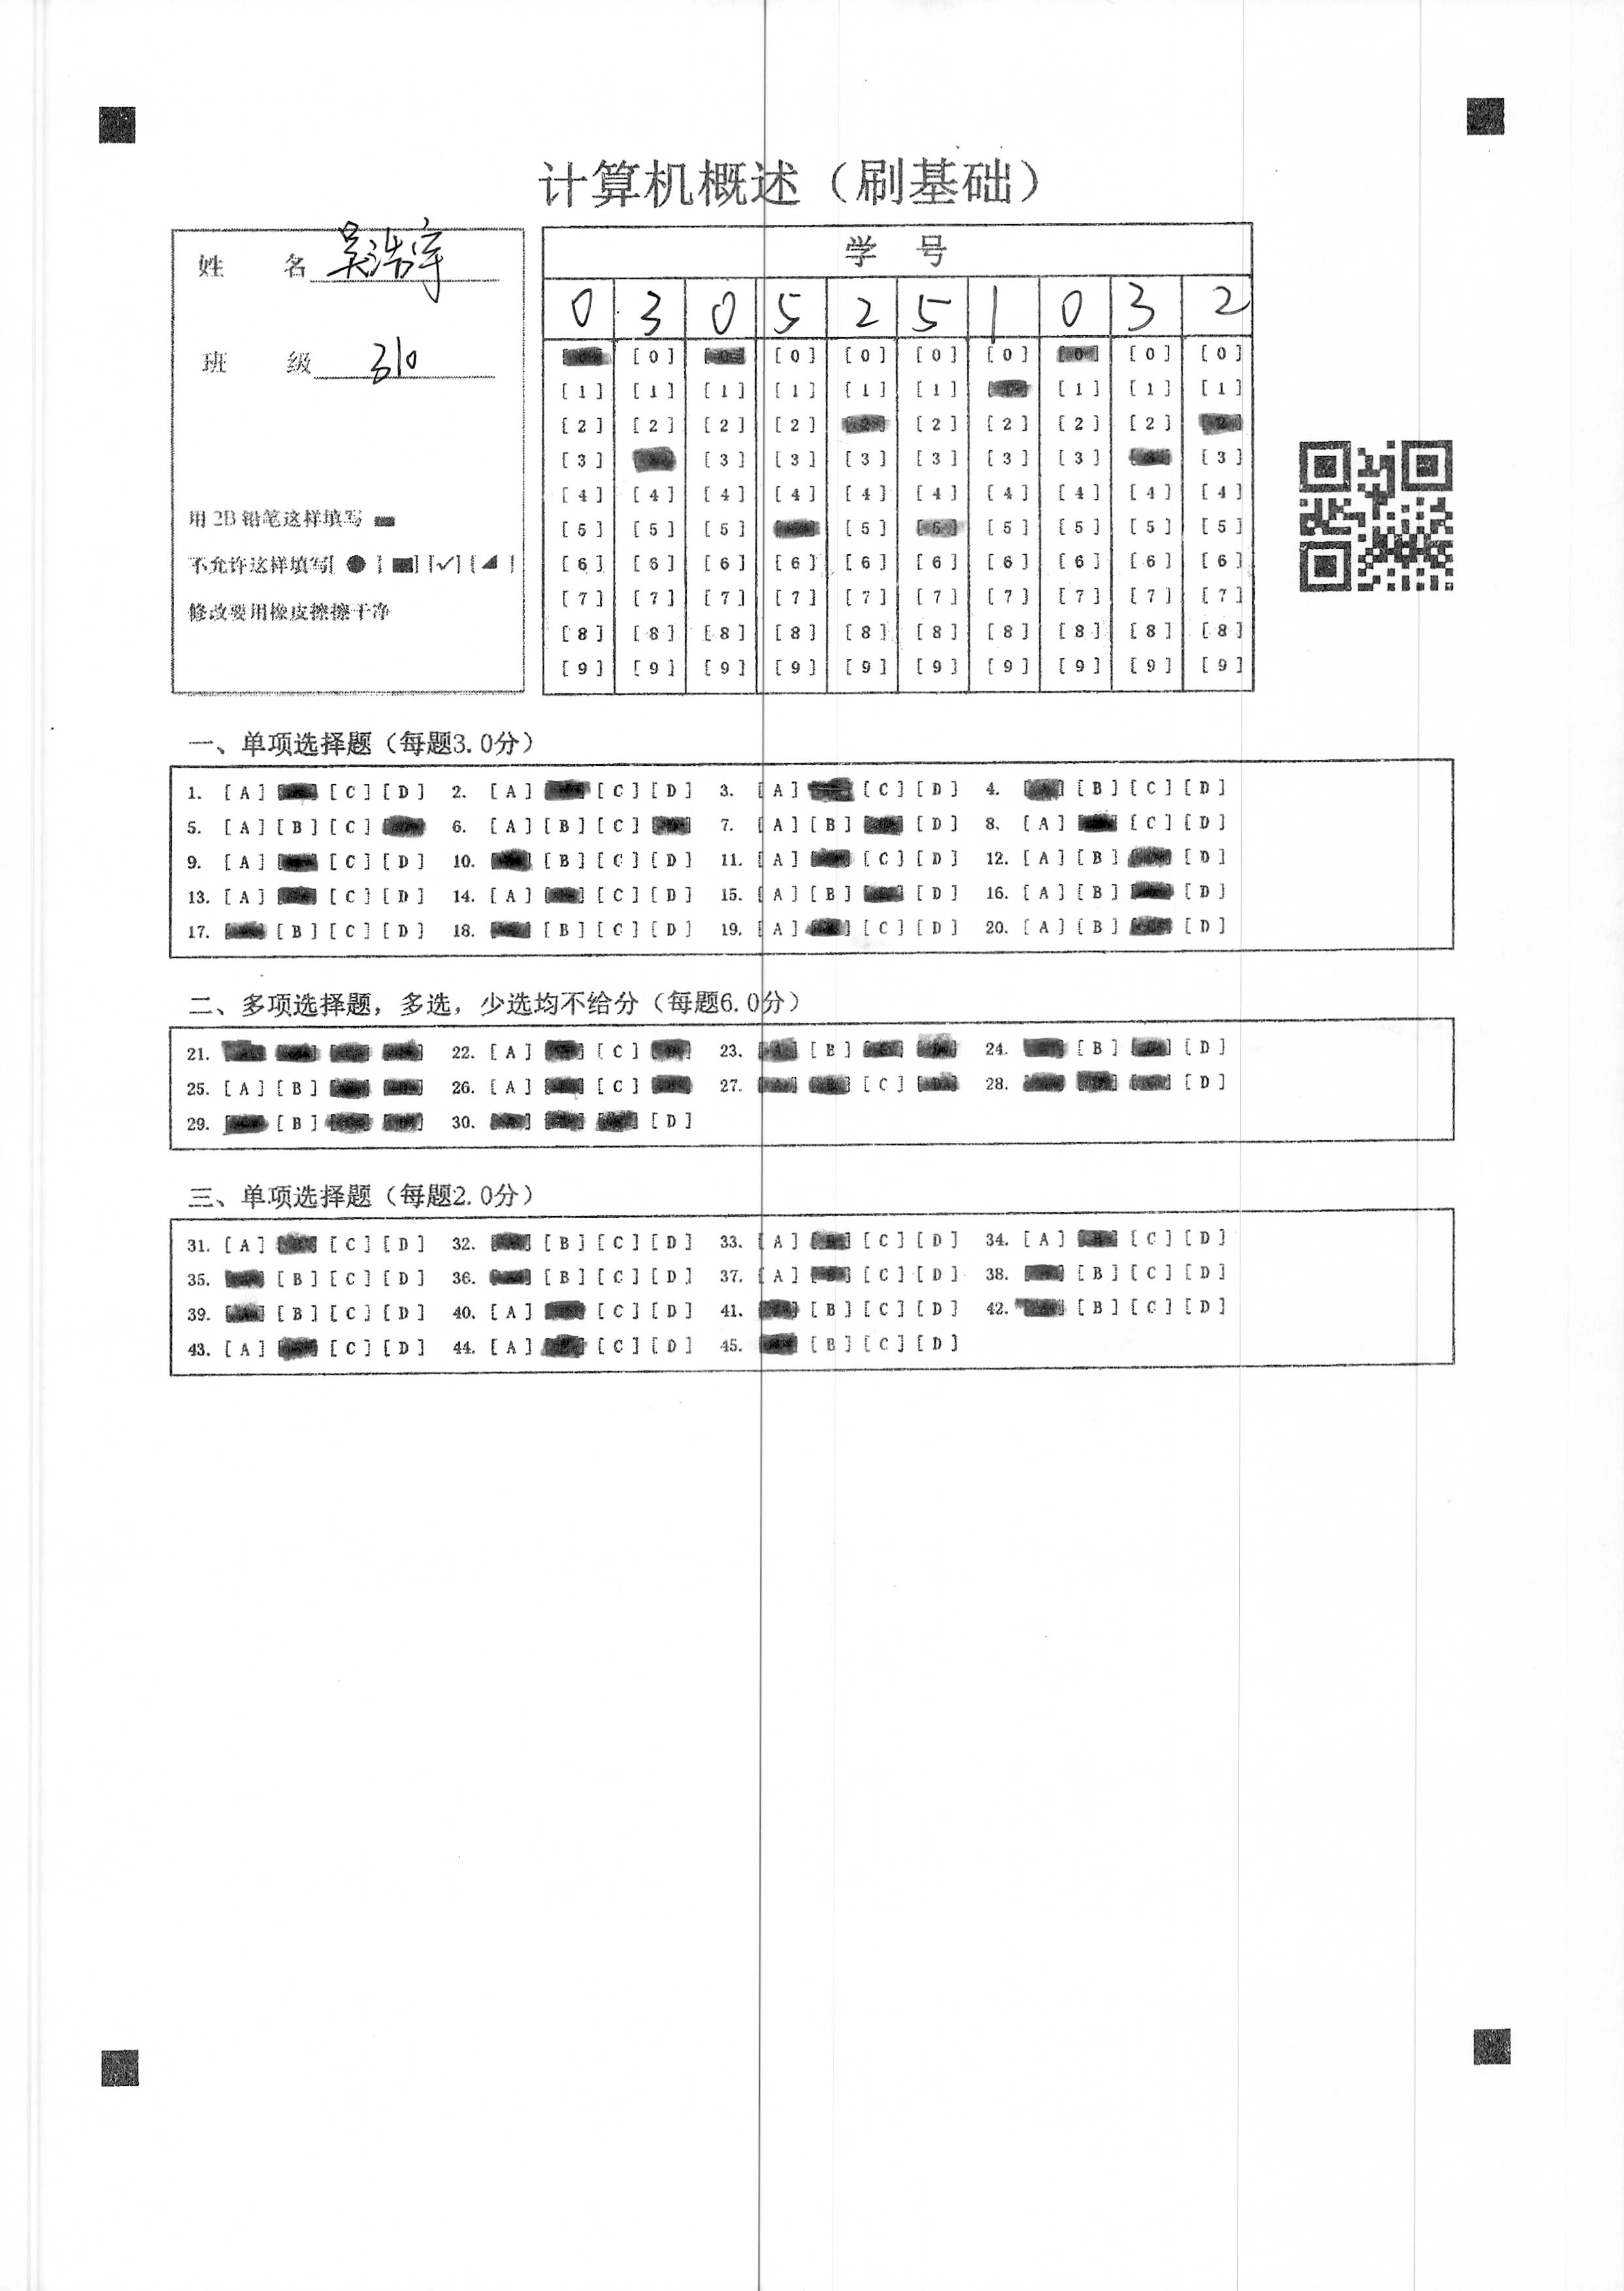 计算机概述（刷基础）
姓 名 吴浩宇
班 级 310
用2B铅笔这样填写
不允许这样填写[ ● ] [■] [✓] [◢ ]
修改要用橡皮擦擦干净
学 号
0 3 0 5 2 5 1 0 3 2
[0] [0] [0] [0] [0] [0]
[1] [1] [1] [1] [1] [1] [1] [1] [1]
[2] [2] [2] [2] [2] [2] [2] [2]
[3] [3] [3] [3] [3] [3] [3] [3]
[4] [4] [4] [4] [4] [4] [4] [4] [4] [4]
[5] [5] [5] [5] [5] [5] [5] [5] [5]
[6] [6] [6] [6] [6] [6] [6] [6] [6] [6]
[7] [7] [7] [7] [7] [7] [7] [7] [7] [7]
[8] [8] [8] [8] [8] [8] [8] [8] [8] [8]
[9] [9] [9] [9] [9] [9] [9] [9] [9] [9]
一、单项选择题（每题3.0分）
1. [A] [C] [D] 2. [A] [C] [D] 3. [A] [C] [D] 4. [B] [C] [D]
5. [A] [B] [C] 6. [A] [B] [C] 7. [A] [B] [D] 8. [A] [C] [D]
9. [A] [C] [D] 10. [B] [C] [D] 11. [A] [C] [D] 12. [A] [B] [D]
13. [A] [C] [D] 14. [A] [C] [D] 15. [A] [B] [D] 16. [A] [B] [D]
17. [B] [C] [D] 18. [B] [C] [D] 19. [A] [C] [D] 20. [A] [B] [D]
二、多项选择题，多选，少选均不给分（每题6.0分）
21. 22. [A] [C] 23. [B] 24. [B] [D]
25. [A] [B] 26. [A] [C] 27. [C] 28. [D]
29. [B] 30. [D]
三、单项选择题（每题2.0分）
31. [A] [C] [D] 32. [B] [C] [D] 33. [A] [C] [D] 34. [A] [C] [D]
35. [B] [C] [D] 36. [B] [C] [D] 37. [A] [C] [D] 38. [B] [C] [D]
39. [B] [C] [D] 40. [A] [C] [D] 41. [B] [C] [D] 42. [B] [C] [D]
43. [A] [C] [D] 44. [A] [C] [D] 45. [B] [C] [D]